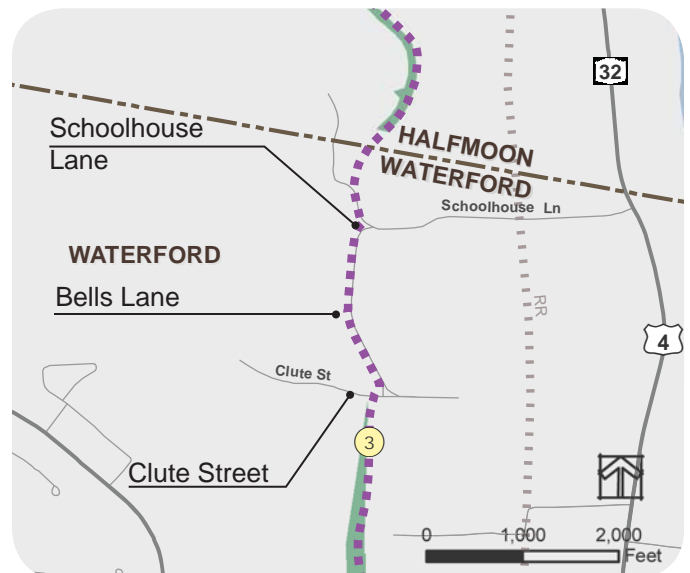 32
Schoolhouse
Lane
HALFMOON
WATERFORD
Schoolhouse Ln
WATERFORD
Bells Lane
RR
4
Clute St
3
Clute Street
0 1,000 2,000
Feet